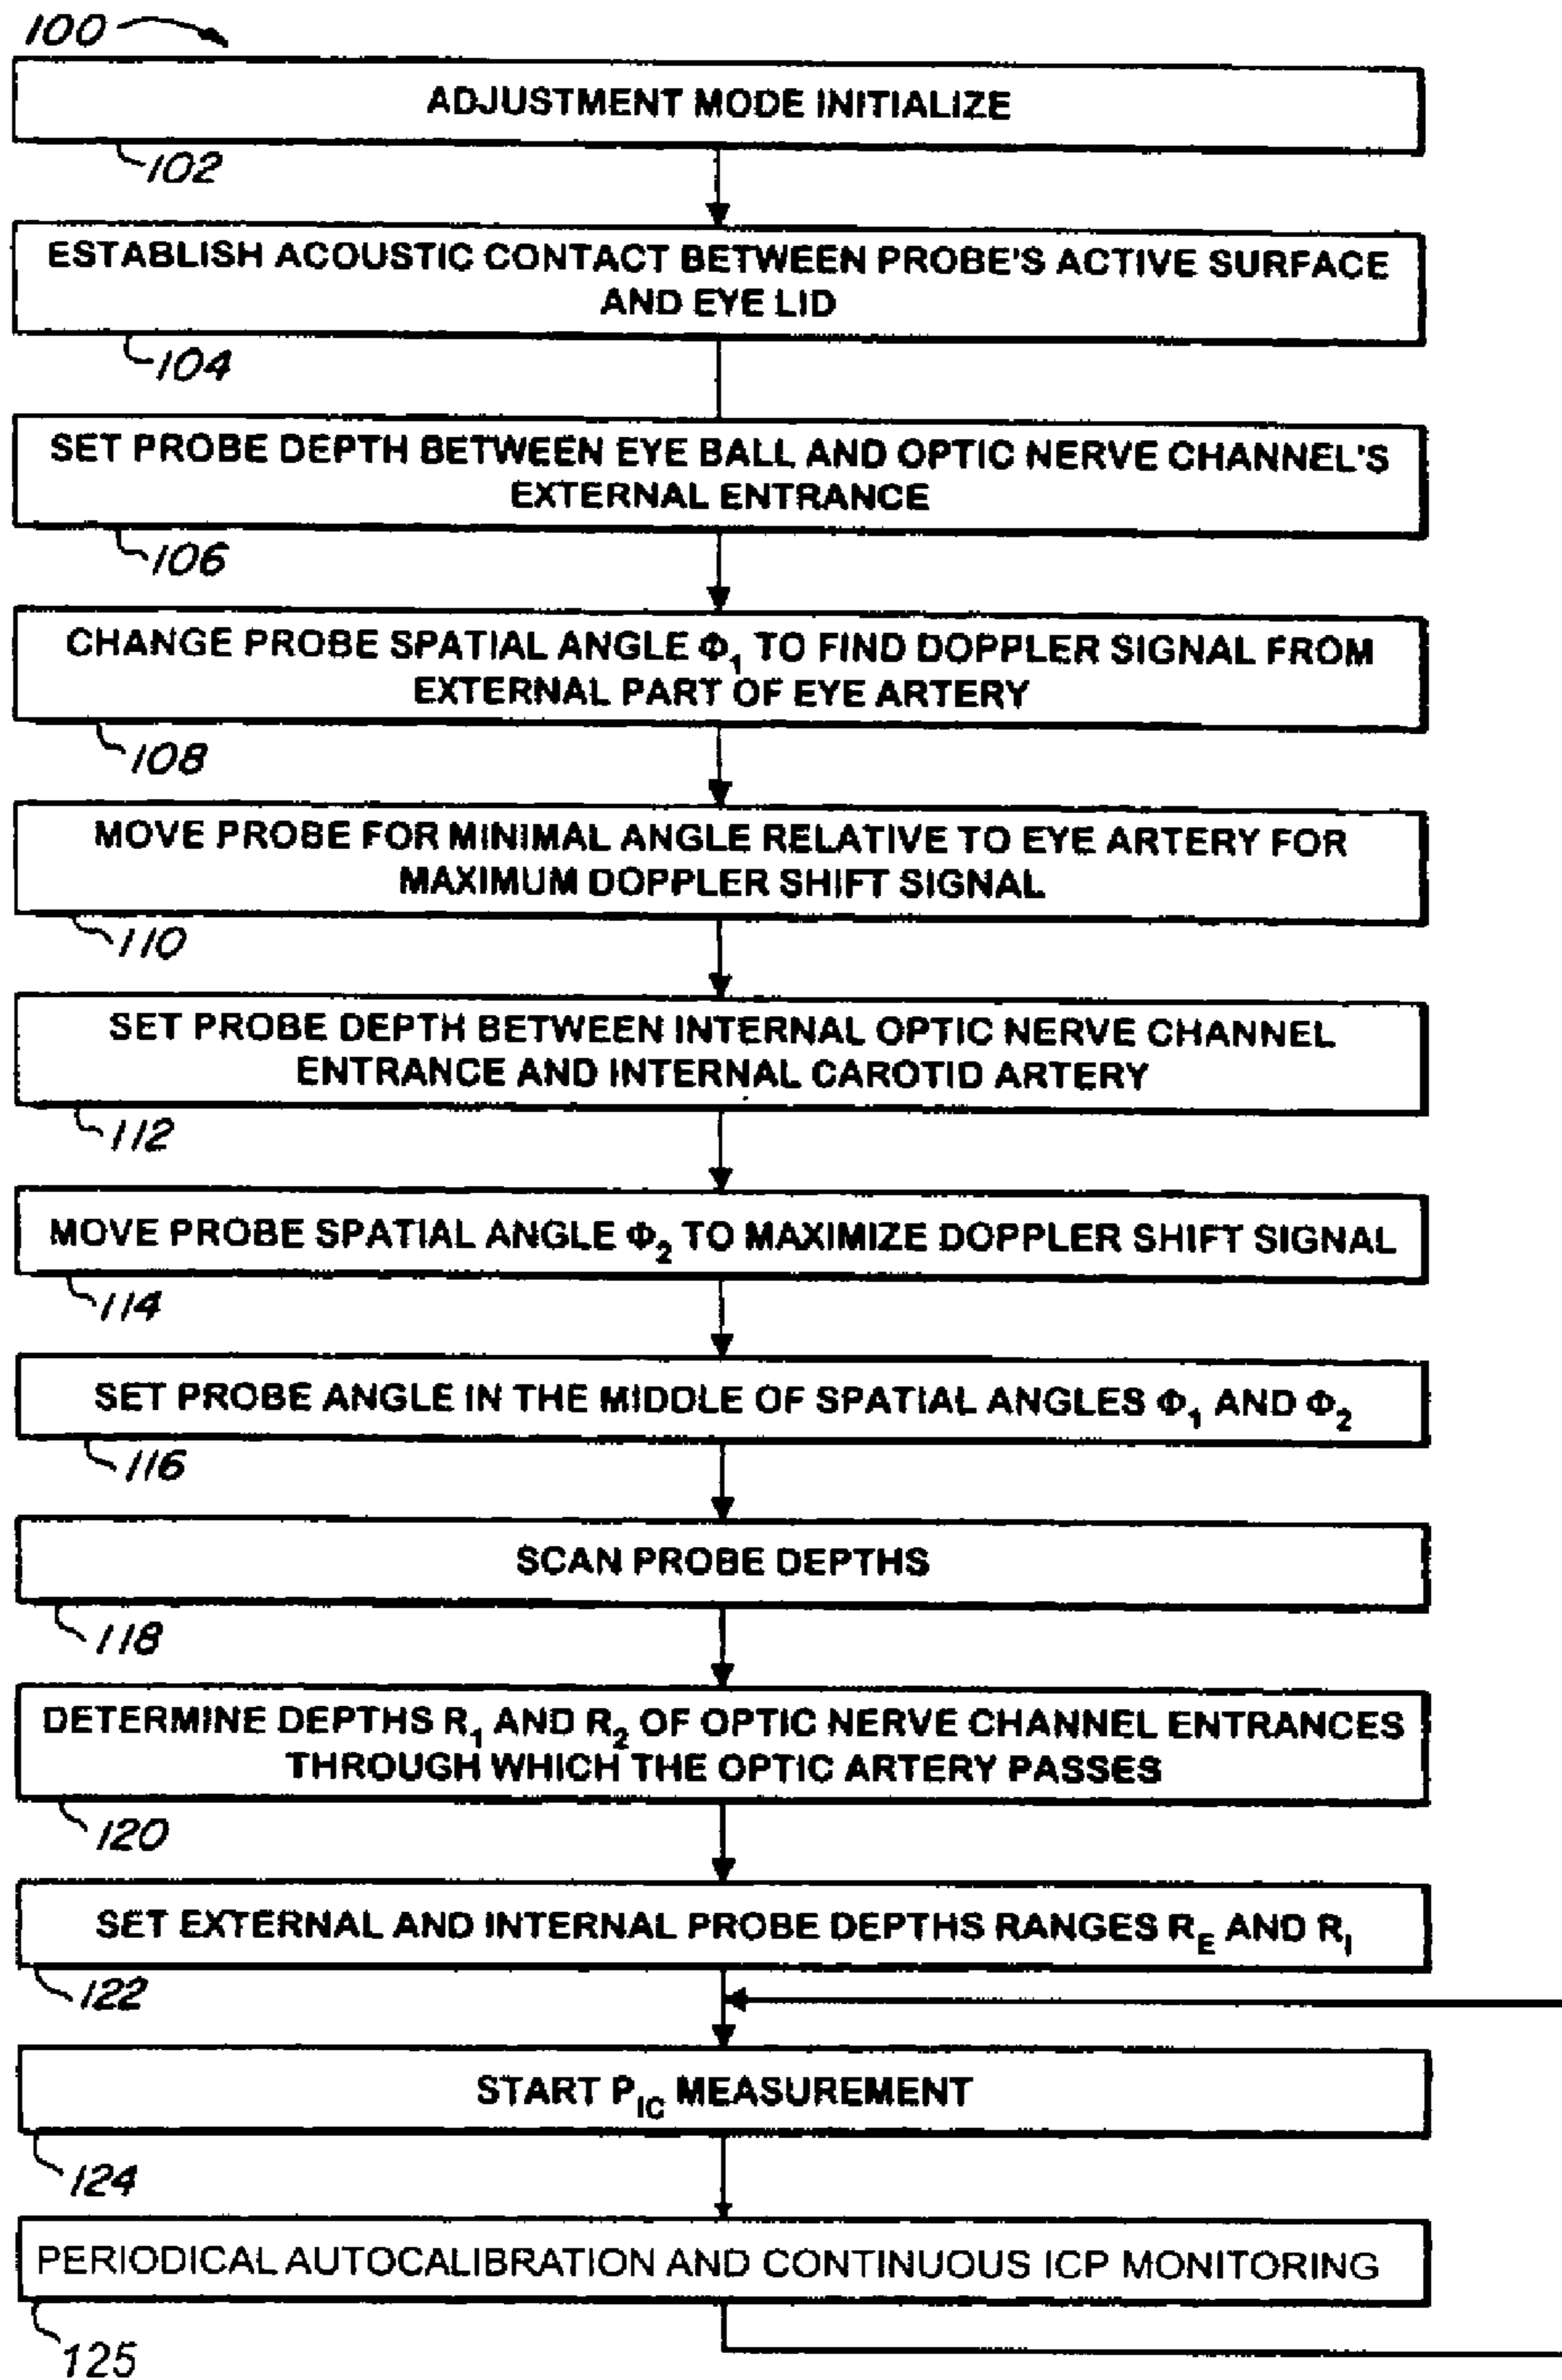 100
ADJUSTMENT MODE INITIALIZE
102
ESTABLISH ACOUSTIC CONTACT BETWEEN PROBE'S ACTIVE SURFACE
AND EYE LID
104
SET PROBE DEPTH BETWEEN EYE BALL AND OPTIC NERVE CHANNEL'S
EXTERNAL ENTRANCE
106
CHANGE PROBE SPATIAL ANGLE Φ₁ TO FIND DOPPLER SIGNAL FROM
EXTERNAL PART OF EYE ARTERY
108
MOVE PROBE FOR MINIMAL ANGLE RELATIVE TO EYE ARTERY FOR
MAXIMUM DOPPLER SHIFT SIGNAL
110
SET PROBE DEPTH BETWEEN INTERNAL OPTIC NERVE CHANNEL
ENTRANCE AND INTERNAL CAROTID ARTERY
112
MOVE PROBE SPATIAL ANGLE Φ₂ TO MAXIMIZE DOPPLER SHIFT SIGNAL
114
SET PROBE ANGLE IN THE MIDDLE OF SPATIAL ANGLES Φ₁ AND Φ₂
116
SCAN PROBE DEPTHS
118
DETERMINE DEPTHS R₁ AND R₂ OF OPTIC NERVE CHANNEL ENTRANCES
THROUGH WHICH THE OPTIC ARTERY PASSES
120
SET EXTERNAL AND INTERNAL PROBE DEPTHS RANGES R_E AND R_I
122
START P_IC MEASUREMENT
124
PERIODICAL AUTOCALIBRATION AND CONTINUOUS ICP MONITORING
125